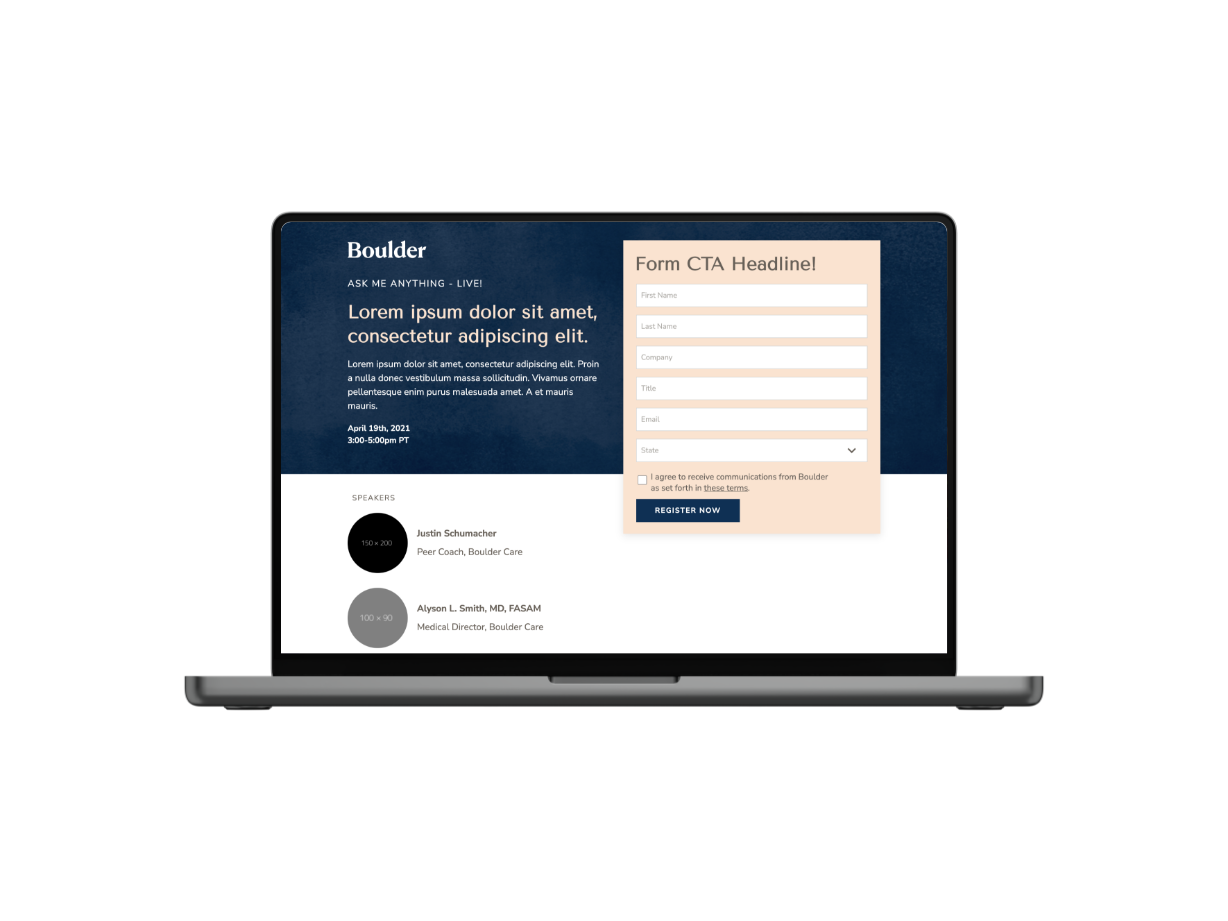 Boulder
ASK ME ANYTHING - LIVE!
Lorem ipsum dolor sit amet,
consectetur adipiscing elit.
Lorem ipsum dolor sit amet, consectetur adipiscing elit. Proin
a nulla donec vestibulum massa sollicitudin. Vivamus ornare
pellentesque enim purus malesuada amet. A et mauris
mauris.
April 19th, 2021
3:00-5:00pm PT
Form CTA Headline!
First Name
Last Name
Company
Title
Email
State
I agree to receive communications from Boulder
as set forth in these terms.
REGISTER NOW
SPEAKERS
150 × 200
Justin Schumacher
Peer Coach, Boulder Care
100 × 90
Alyson L. Smith, MD, FASAM
Medical Director, Boulder Care